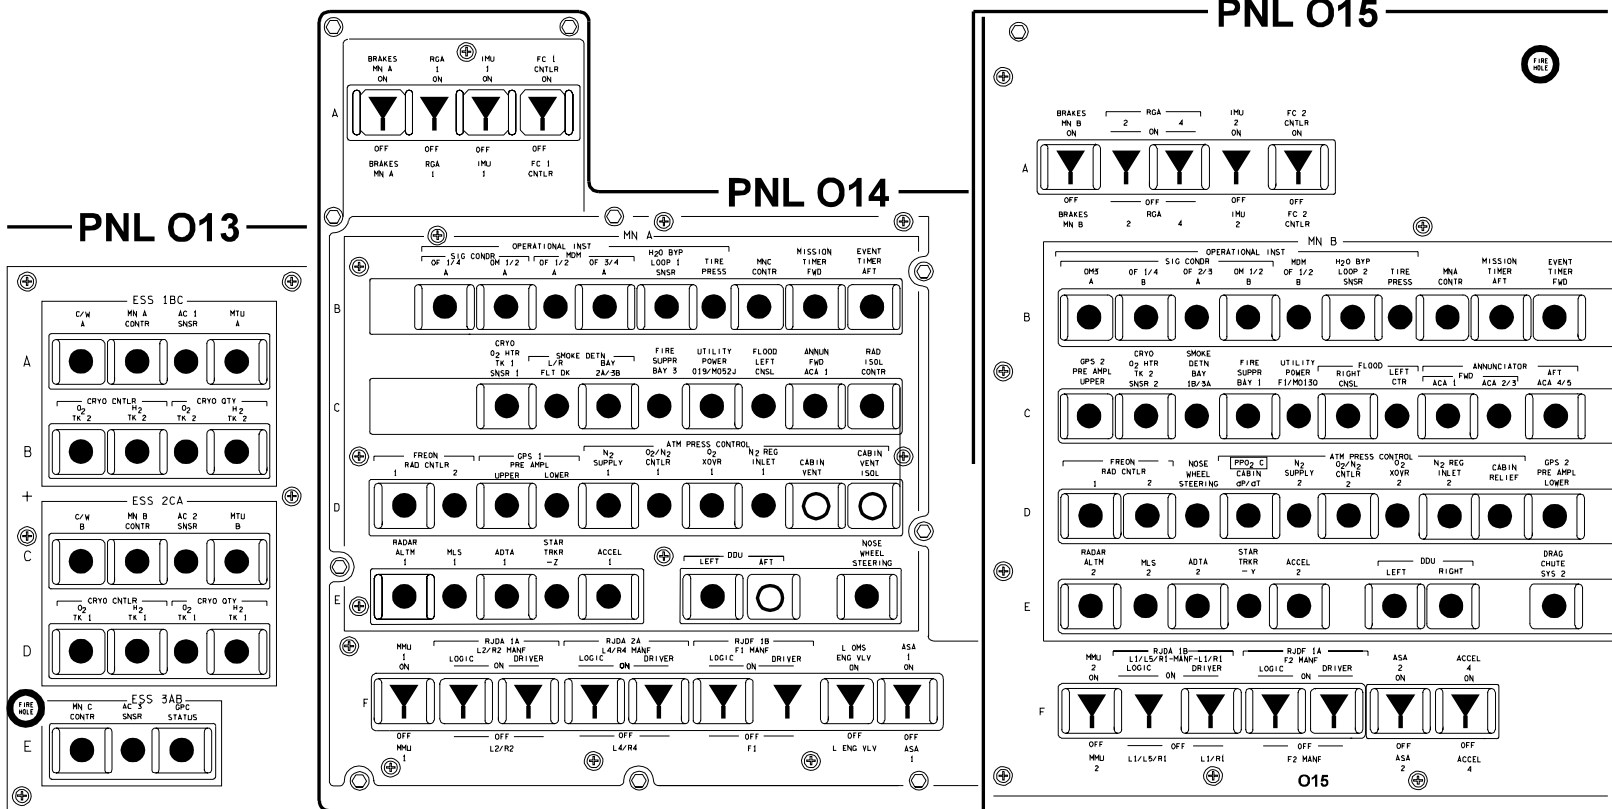 PNL O13
ESS 1BC
C/W A
MN A CONTR
AC 1 SNSR
MTU A
A
CRYO CNTLR
CRYO QTY
O2 TK 2
H2 TK 2
O2 TK 2
H2 TK 2
B
ESS 2CA
C/W B
MN B CONTR
AC 2 SNSR
MTU B
C
CRYO CNTLR
CRYO QTY
O2 TK 1
H2 TK 1
O2 TK 1
H2 TK 1
D
ESS 3AB
FIRE HOLE
MN C CONTR
AC 3 SNSR
GPC STATUS
E
PNL O14
BRAKES MN A ON
RGA 1 ON
IMU 1 ON
FC 1 CNTLR ON
A
OFF OFF OFF OFF
BRAKES MN A
RGA 1
IMU 1
FC 1 CNTLR
MN A
OPERATIONAL INST
SIG CONDR
MDM
OF 1/4 A
OM 1/2 A
OF 1/2 A
OF 3/4 A
H2O BYP LOOP 1 SNSR
TIRE PRESS
MNC CONTR
MISSION TIMER FWD
EVENT TIMER AFT
B
CRYO O2 HTR TK 1 SNSR 1
SMOKE DETN
L/R FLT DK
BAY 2A/3B
FIRE SUPPR BAY 3
UTILITY POWER O19/MO52J
FLOOD LEFT CNSL
ANNUN FWD ACA 1
RAD ISOL CONTR
C
FREON RAD CNTLR
1 2
GPS 1 PRE AMPL
UPPER LOWER
ATM PRESS CONTROL
N2 SUPPLY 1
O2/N2 CNTLR 1
O2 XOVR 1
N2 REG INLET 1
CABIN VENT
CABIN VENT ISOL
D
RADAR ALTM 1
MLS 1
ADTA 1
STAR TRKR -Z
ACCEL 1
DDU
LEFT AFT
NOSE WHEEL STEERING
E
MMU 1 ON
RJDA 1A L2/R2 MANF
LOGIC ON DRIVER
RJDA 2A L4/R4 MANF
LOGIC ON DRIVER
RJDF 1B F1 MANF
LOGIC ON DRIVER
L OMS ENG VLV ON
ASA 1 ON
F
OFF OFF OFF OFF OFF OFF
MMU 1
L2/R2
L4/R4
F1
L ENG VLV
ASA 1
PNL O15
FIRE HOLE
BRAKES MN B ON
RGA
2 ON 4
IMU 2 ON
FC 2 CNTLR ON
A
OFF OFF OFF OFF
BRAKES MN B
2 RGA 4
IMU 2
FC 2 CNTLR
MN B
OPERATIONAL INST
SIG CONDR
OM3 A
OF 1/4 B
OF 2/3 A
OM 1/2 B
MDM OF 1/2 B
H2O BYP LOOP 2 SNSR
TIRE PRESS
MNA CONTR
MISSION TIMER AFT
EVENT TIMER FWD
B
GPS 2 PRE AMPL UPPER
CRYO O2 HTR TK 2 SNSR 2
SMOKE DETN BAY 1B/3A
FIRE SUPPR BAY 1
UTILITY POWER F1/MO13Q
FLOOD
RIGHT CNSL
LEFT CTR
ANNUNCIATOR
FWD
ACA 1
ACA 2/3
AFT ACA 4/5
C
FREON RAD CNTLR
1 2
NOSE WHEEL STEERING
PPO2 C CABIN dP/dT
ATM PRESS CONTROL
N2 SUPPLY 2
O2/N2 CNTLR 2
O2 XOVR 2
N2 REG INLET 2
CABIN RELIEF
GPS 2 PRE AMPL LOWER
D
RADAR ALTM 2
MLS 2
ADTA 2
STAR TRKR - Y
ACCEL 2
DDU
LEFT RIGHT
DRAG CHUTE SYS 2
E
MMU 2 ON
RJDA 1B L1/L5/R1-MANF-L1/R1
LOGIC ON DRIVER
RJDF 1A F2 MANF
LOGIC ON DRIVER
ASA 2 ON
ACCEL 4 ON
F
OFF OFF OFF OFF OFF
MMU 2
L1/L5/R1
L1/R1
F2 MANF
ASA 2
ACCEL 4
O15